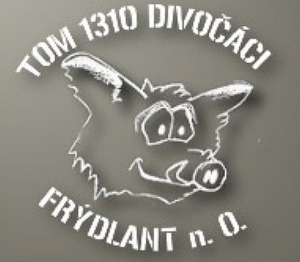 TOM 1310 DIVOČÁCI
FRÝDLANT n. O.